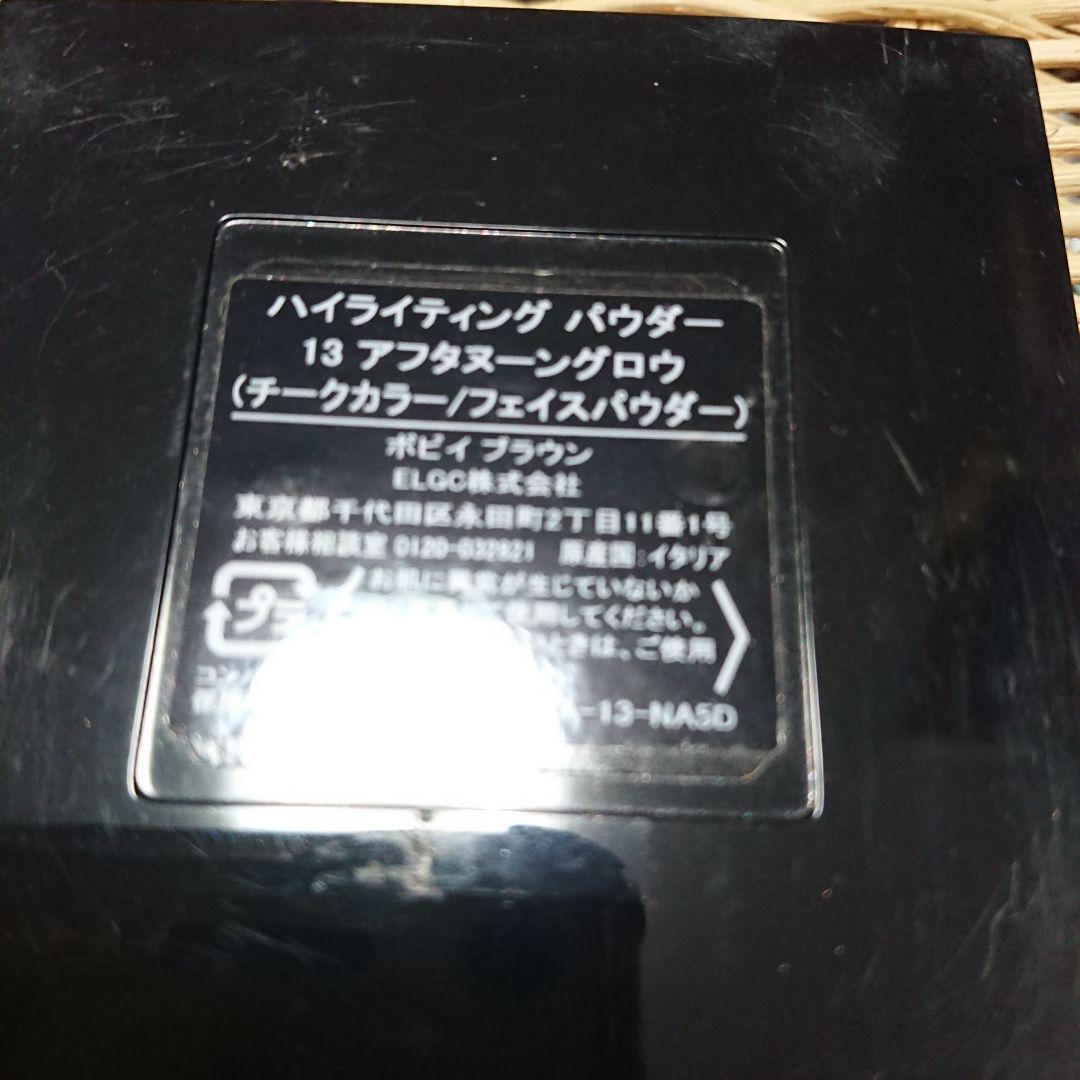 ハイライティング パウダー
13 アフタヌーングロウ
(チークカラー/フェイスパウダー)
ボビイ ブラウン
ELGC株式会社
東京都千代田区永田町2丁目11番1号
お客様相談室 0120-032821 原産国:イタリア
お肌に異常が生じていないか
使用してください。
ときは、ご使用
プラ
-13-NA5D